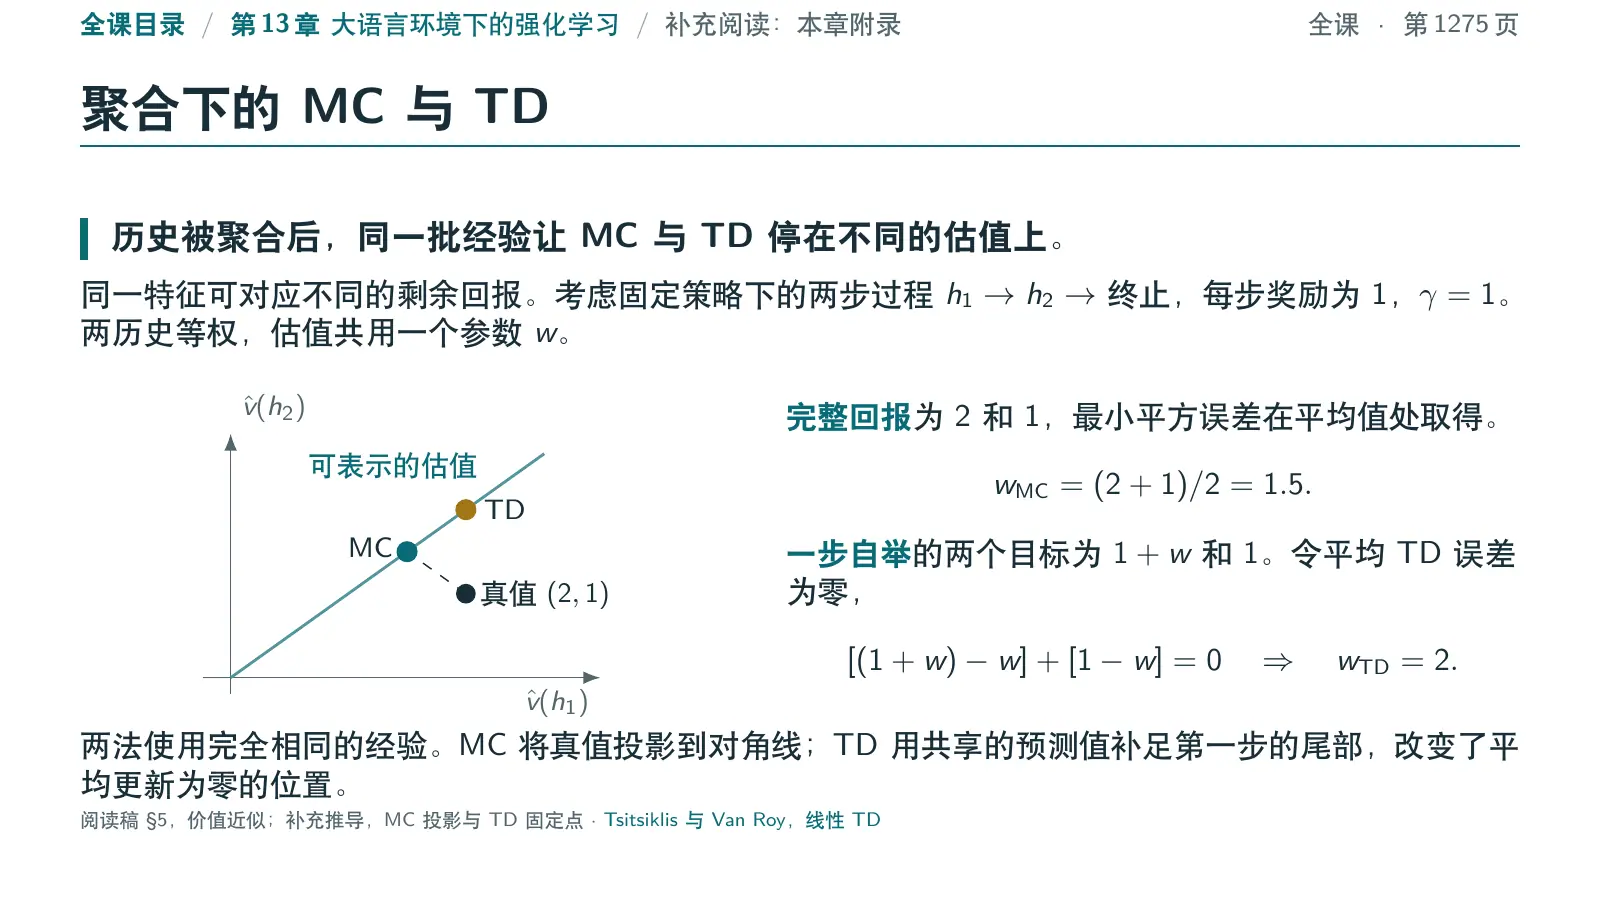 全课目录 / 第 13 章 大语言环境下的强化学习 / 补充阅读：本章附录
全课 · 第 1275 页
聚合下的 MC 与 TD
历史被聚合后，同一批经验让 MC 与 TD 停在不同的估值上。
同一特征可对应不同的剩余回报。考虑固定策略下的两步过程 h₁ → h₂ → 终止，每步奖励为 1，γ = 1。
两历史等权，估值共用一个参数 w。
v̂(h₂)
可表示的估值
TD
MC
真值 (2, 1)
v̂(h₁)
完整回报为 2 和 1，最小平方误差在平均值处取得。
w_MC = (2 + 1)/2 = 1.5.
一步自举的两个目标为 1 + w 和 1。令平均 TD 误差
为零，
[(1 + w) − w] + [1 − w] = 0 ⇒ w_TD = 2.
两法使用完全相同的经验。MC 将真值投影到对角线；TD 用共享的预测值补足第一步的尾部，改变了平
均更新为零的位置。
阅读稿 §5，价值近似；补充推导，MC 投影与 TD 固定点 · Tsitsiklis 与 Van Roy，线性 TD